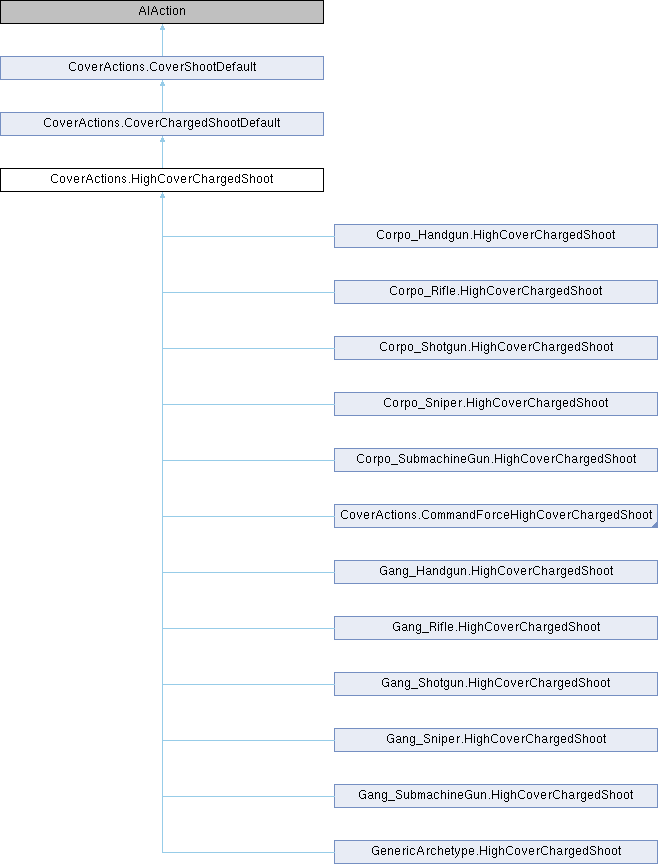 AIAction
CoverActions.CoverShootDefault
CoverActions.CoverChargedShootDefault
CoverActions.HighCoverChargedShoot
Corpo_Handgun.HighCoverChargedShoot
Corpo_Rifle.HighCoverChargedShoot
Corpo_Shotgun.HighCoverChargedShoot
Corpo_Sniper.HighCoverChargedShoot
Corpo_SubmachineGun.HighCoverChargedShoot
CoverActions.CommandForceHighCoverChargedShoot
Gang_Handgun.HighCoverChargedShoot
Gang_Rifle.HighCoverChargedShoot
Gang_Shotgun.HighCoverChargedShoot
Gang_Sniper.HighCoverChargedShoot
Gang_SubmachineGun.HighCoverChargedShoot
GenericArchetype.HighCoverChargedShoot